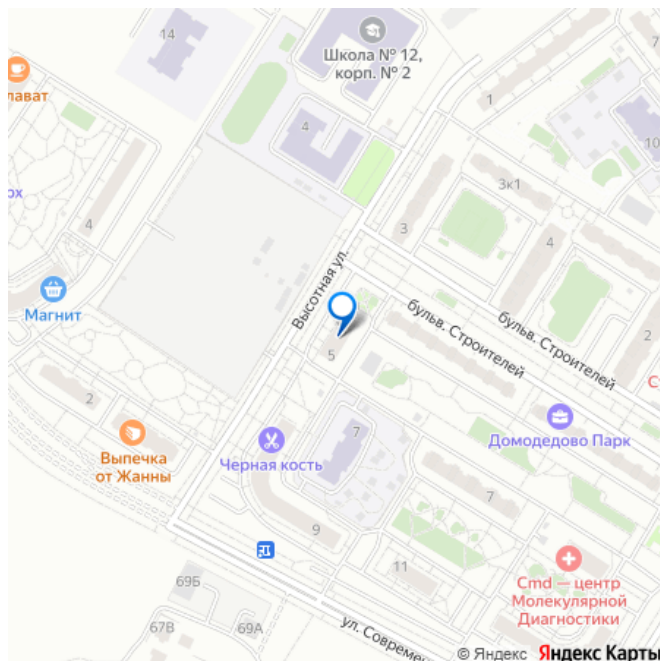 14
Школа № 12,
корп. № 2
лават
7
1
4
10
3к1
ох
4
3
4
Высотная ул.
Магнит
бульв. Строителей
бульв. Строителей
5
2
С
2
Домодедово Парк
7
Выпечка
от Жанны
Черная кость
7
9
11
Cmd — центр
Молекулярной
Диагностики
69Б
67В
69А
ул. Совреме
© Яндекс Яндекс Карты